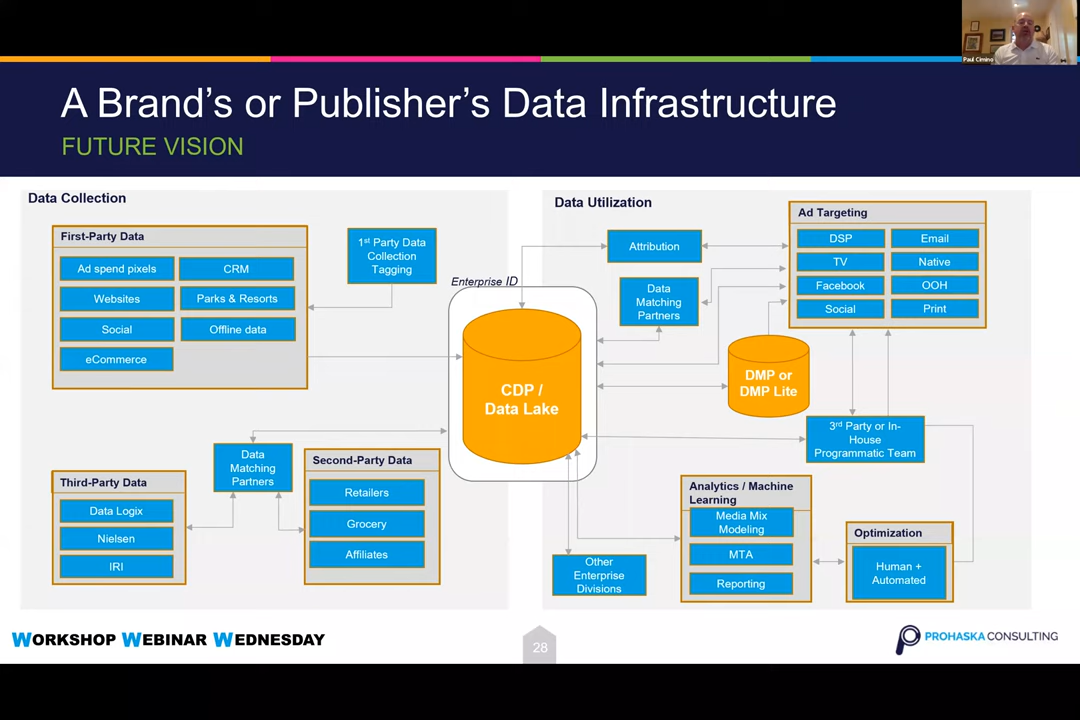 Paul Cimino
A Brand's or Publisher's Data Infrastructure
FUTURE VISION
Data Collection
First-Party Data
Ad spend pixels
CRM
Websites
Parks & Resorts
Social
Offline data
eCommerce
1st Party Data
Collection
Tagging
Third-Party Data
Data Logix
Nielsen
IRI
Data
Matching
Partners
Second-Party Data
Retailers
Grocery
Affiliates
Enterprise ID
CDP /
Data Lake
Data Utilization
Attribution
Data
Matching
Partners
Ad Targeting
DSP
Email
TV
Native
Facebook
OOH
Social
Print
DMP or
DMP Lite
3rd Party or In-
House
Programmatic Team
Other
Enterprise
Divisions
Analytics / Machine
Learning
Media Mix
Modeling
MTA
Reporting
Optimization
Human +
Automated
WORKSHOP WEBINAR WEDNESDAY
28
PROHASKA CONSULTING